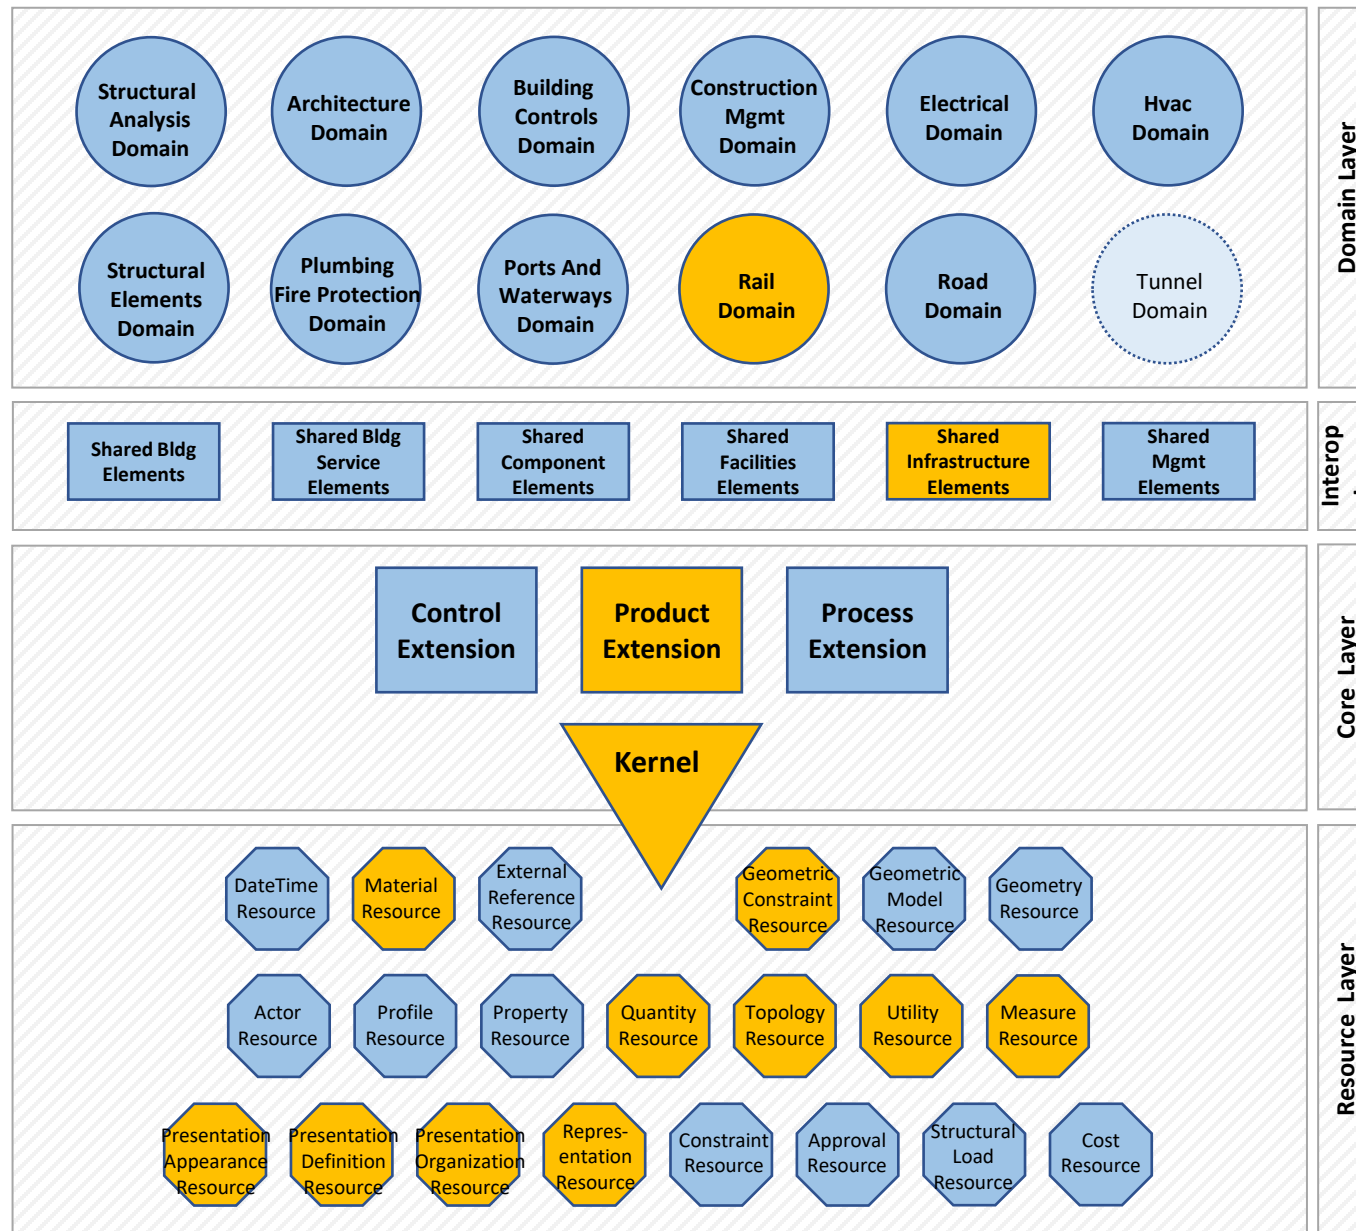 Structural
Analysis
Domain
Architecture
Domain
Building
Controls
Domain
Construction
Mgmt
Domain
Electrical
Domain
Hvac
Domain
Structural
Elements
Domain
Plumbing
Fire Protection
Domain
Ports And
Waterways
Domain
Rail
Domain
Road
Domain
Tunnel
Domain
Domain Layer
Shared Bldg
Elements
Shared Bldg
Service
Elements
Shared
Component
Elements
Shared
Facilities
Elements
Shared
Infrastructure
Elements
Shared
Mgmt
Elements
Interop
Control
Extension
Product
Extension
Process
Extension
Kernel
Core Layer
DateTime
Resource
Material
Resource
External
Reference
Resource
Geometric
Constraint
Resource
Geometric
Model
Resource
Geometry
Resource
Actor
Resource
Profile
Resource
Property
Resource
Quantity
Resource
Topology
Resource
Utility
Resource
Measure
Resource
Presentation
Appearance
Resource
Presentation
Definition
Resource
Presentation
Organization
Resource
Repres-
entation
Resource
Constraint
Resource
Approval
Resource
Structural
Load
Resource
Cost
Resource
Resource Layer